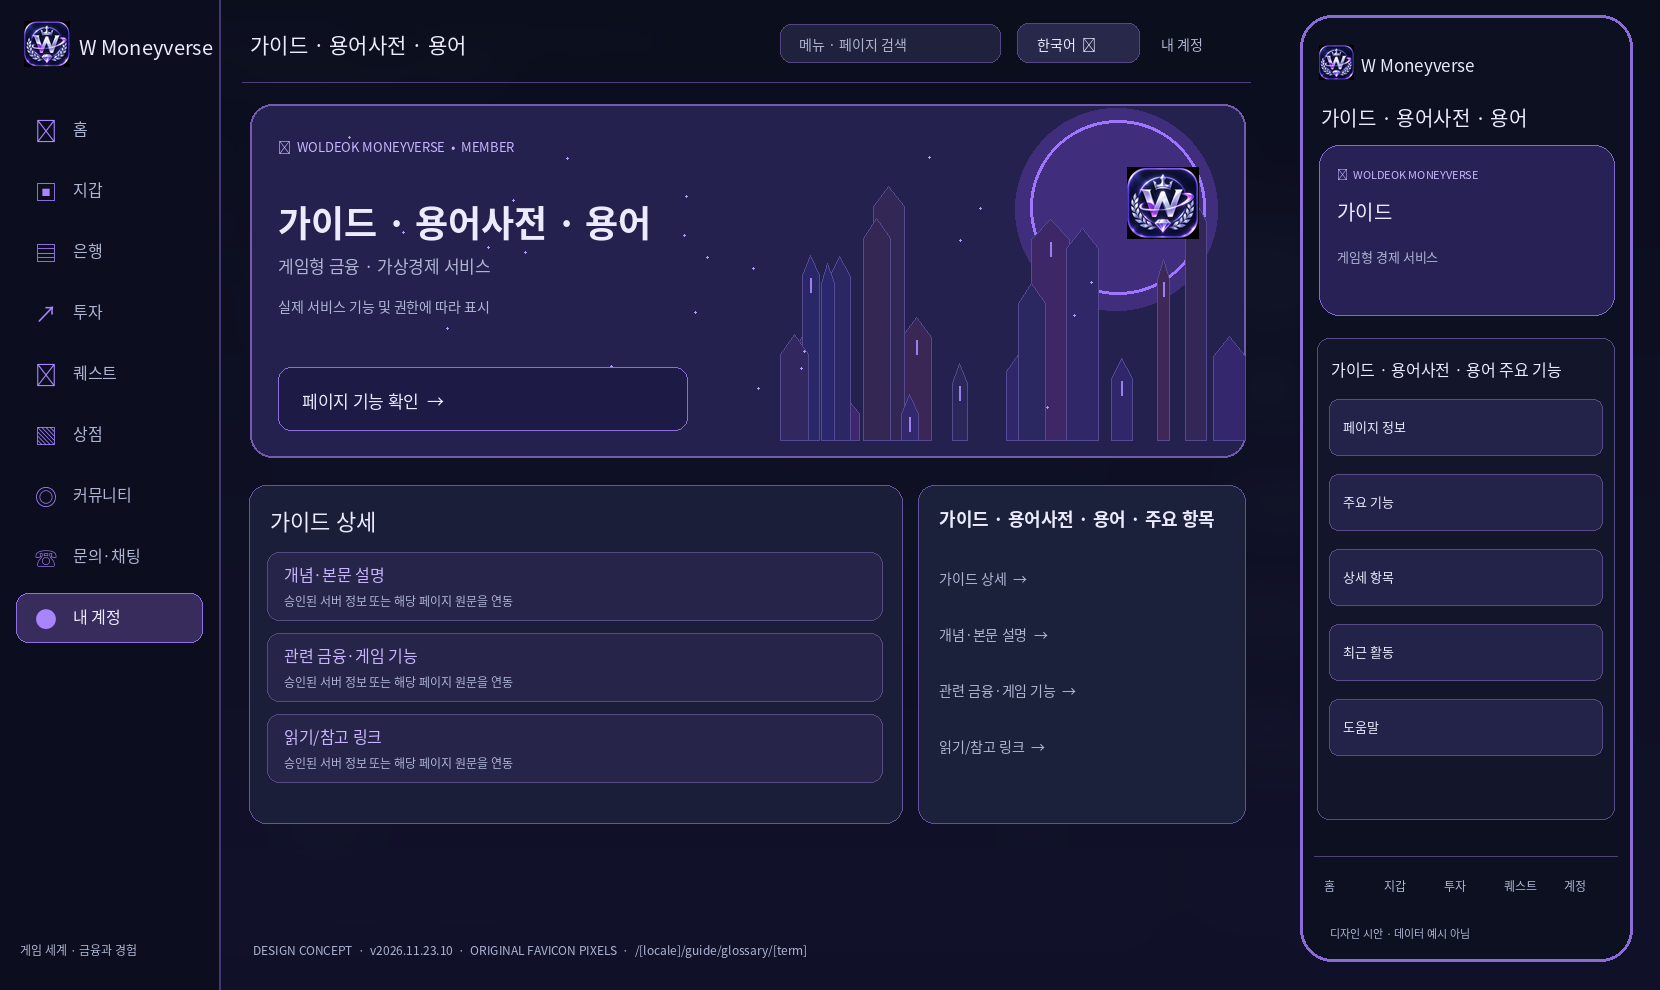 W Moneyverse
홈
지갑
은행
투자
퀘스트
상점
커뮤니티
문의·채팅
내 계정
게임 세계 · 금융과 경험
가이드 · 용어사전 · 용어
메뉴 · 페이지 검색
한국어
내 계정
WOLDEOK MONEYVERSE • MEMBER
가이드 · 용어사전 · 용어
게임형 금융 · 가상경제 서비스
실제 서비스 기능 및 권한에 따라 표시
페이지 기능 확인 →
W
가이드 상세
개념·본문 설명
승인된 서버 정보 또는 해당 페이지 원문을 연동
관련 금융·게임 기능
승인된 서버 정보 또는 해당 페이지 원문을 연동
읽기/참고 링크
승인된 서버 정보 또는 해당 페이지 원문을 연동
가이드 · 용어사전 · 용어 · 주요 항목
가이드 상세 →
개념·본문 설명 →
관련 금융·게임 기능 →
읽기/참고 링크 →
DESIGN CONCEPT · v2026.11.23.10 · ORIGINAL FAVICON PIXELS · /[locale]/guide/glossary/[term]
W Moneyverse
가이드 · 용어사전 · 용어
WOLDEOK MONEYVERSE
가이드
게임형 경제 서비스
가이드 · 용어사전 · 용어 주요 기능
페이지 정보
주요 기능
상세 항목
최근 활동
도움말
홈 지갑 투자 퀘스트 계정
디자인 시안 · 데이터 예시 아님